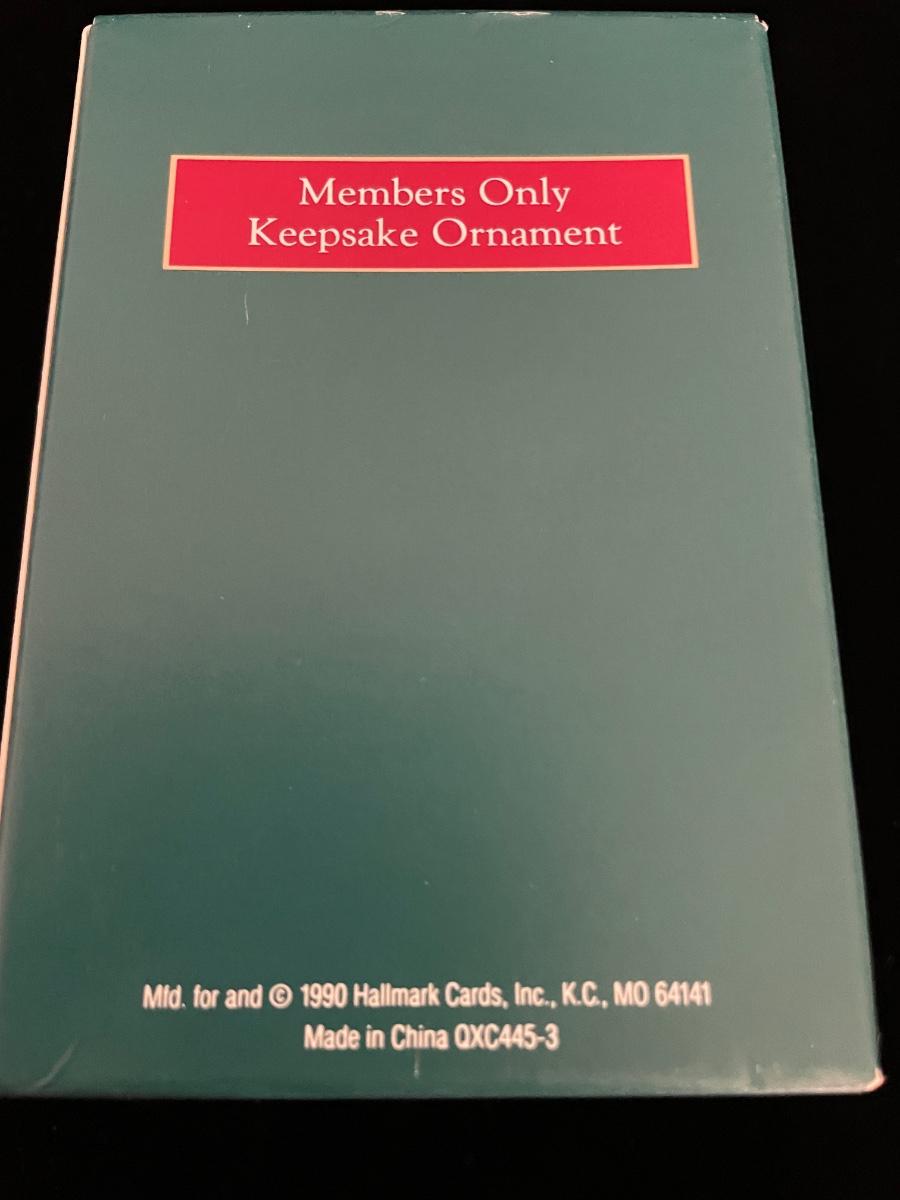 Members Only
Keepsake Ornament
Mfd. for and © 1990 Hallmark Cards, Inc., K.C., MO 64141
Made in China QXC445-3